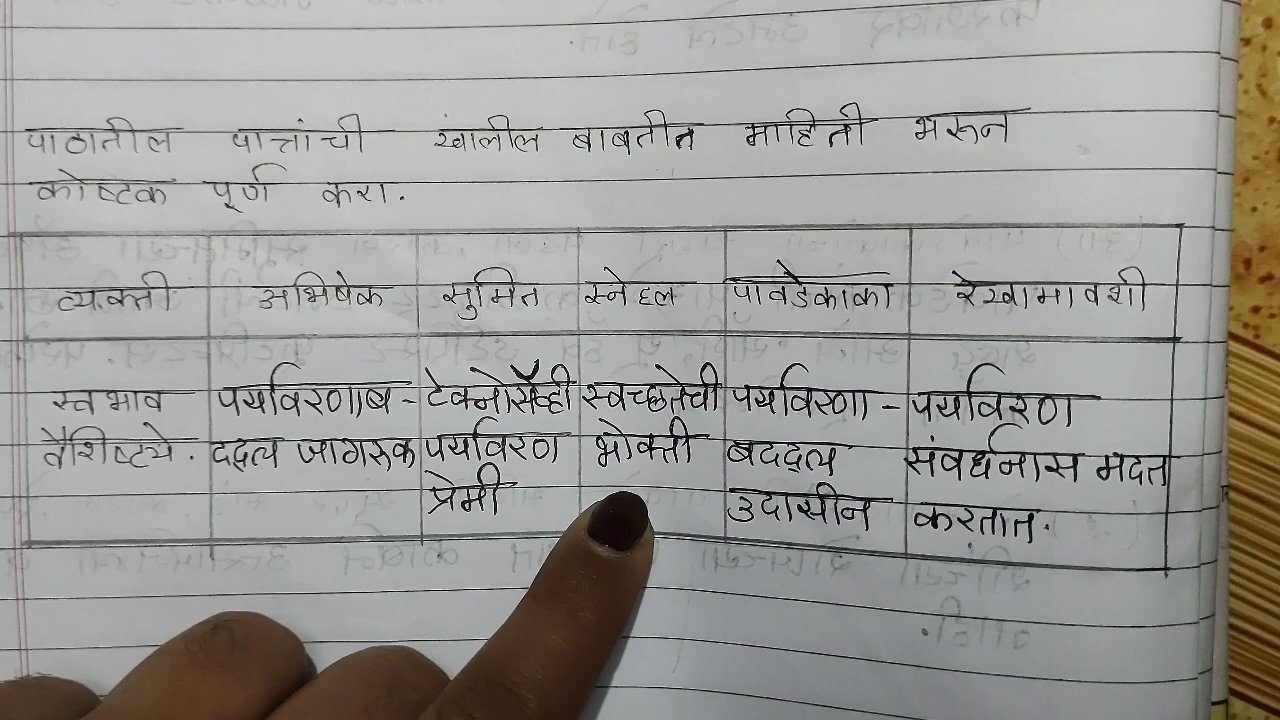 पाठातील पात्रांची खालील बाबतीत माहिती भरून
कोष्टक पूर्ण करा.
व्यक्ती अभिषेक सुमित स्नेहल पावडेकाका रेखामावशी
स्वभाव पर्यावरणाब- टेक्नोसॅव्ही स्वच्छतेची पर्यावरणा- पर्यावरण
वैशिष्ट्ये. द्दल जागरूक पर्यावरण भोक्ती बदद्दल संवर्धनास मदत
प्रेमी उदासीन करतात.